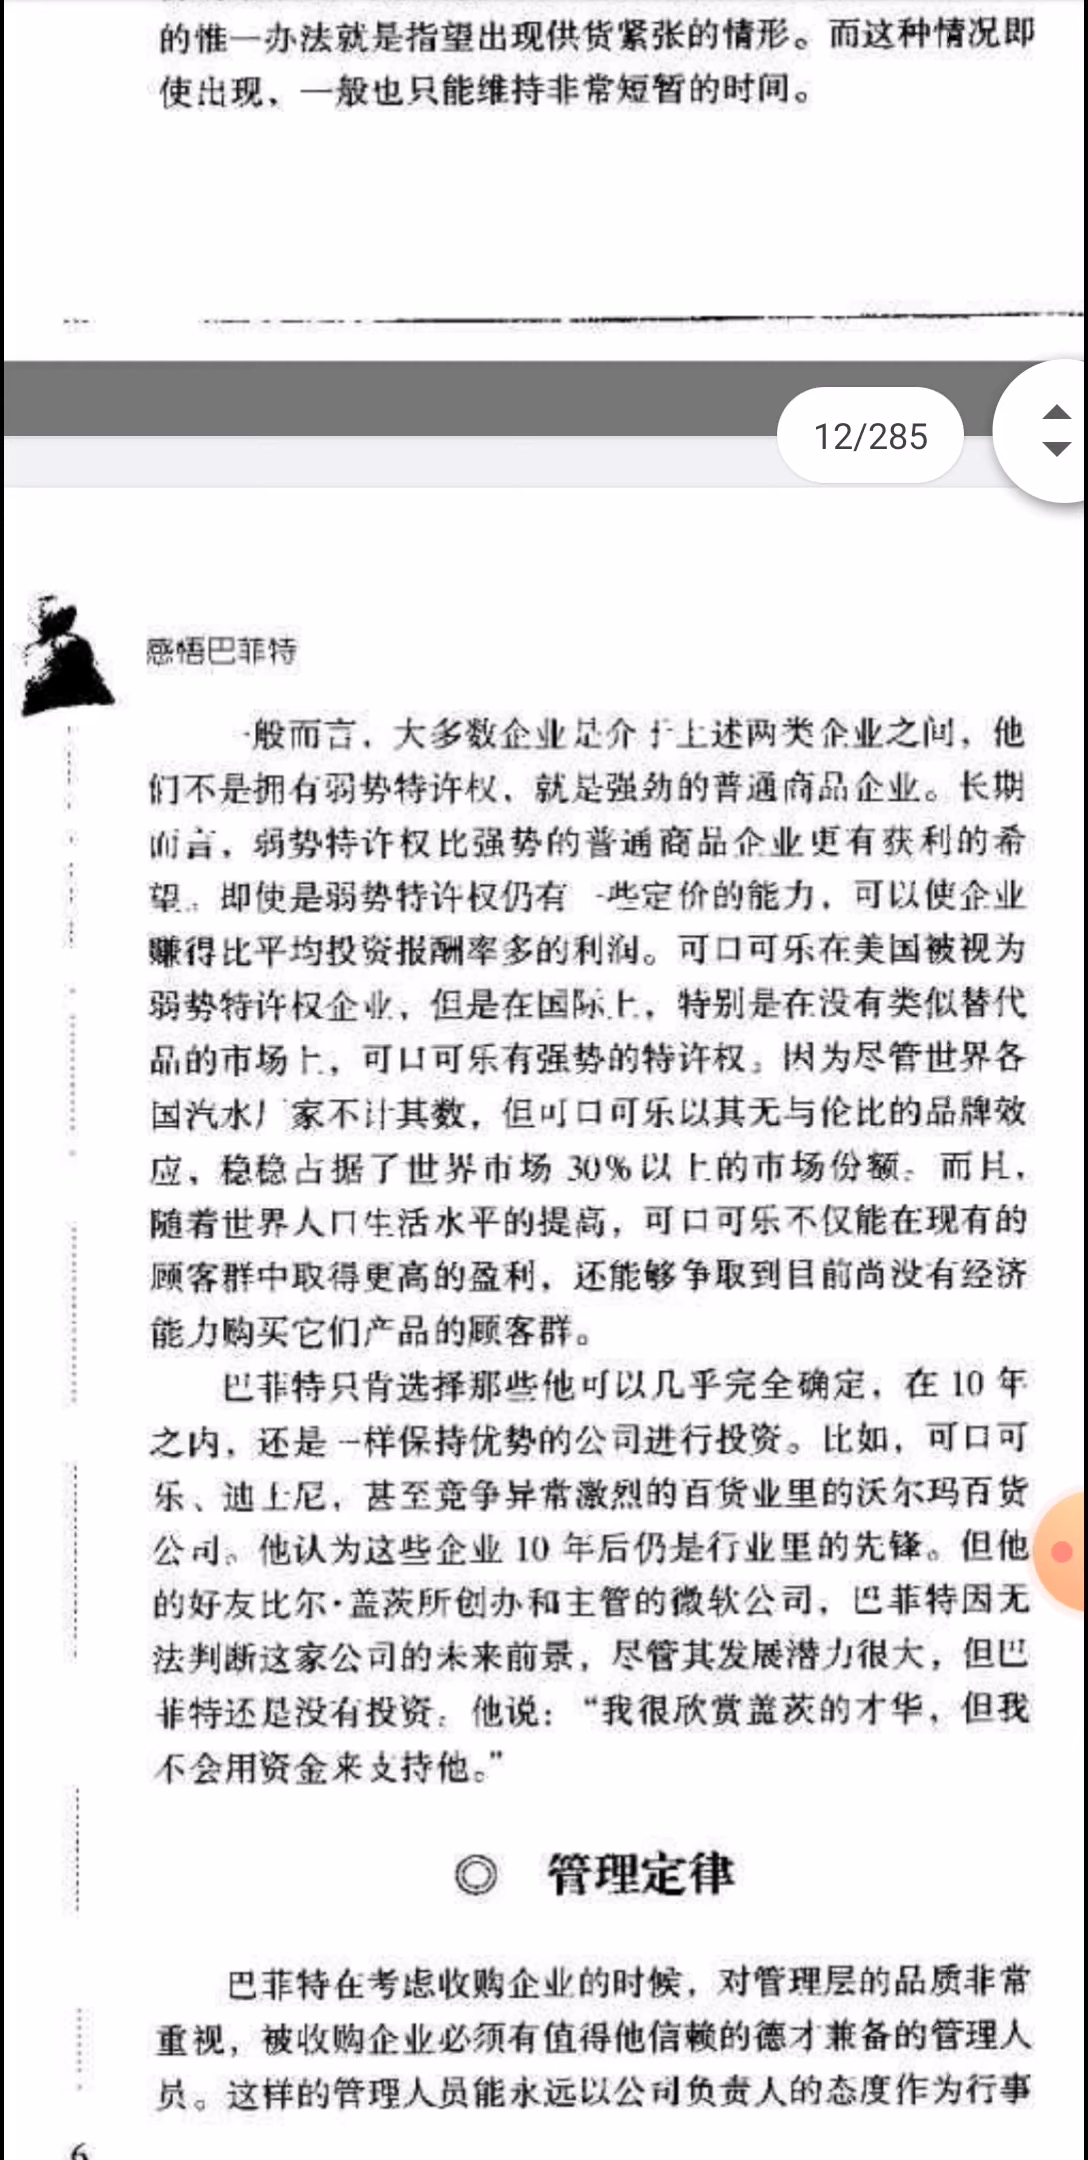 的惟一办法就是指望出现供货紧张的情形。而这种情况即
使出现，一般也只能维持非常短暂的时间。
12/285
感悟巴菲特
一般而言，大多数企业是介于上述两类企业之间，他
们不是拥有弱势特许权，就是强劲的普通商品企业。长期
而言，弱势特许权比强势的普通商品企业更有获利的希
望。即使是弱势特许权仍有一些定价的能力，可以使企业
赚得比平均投资报酬率多的利润。可口可乐在美国被视为
弱势特许权企业，但是在国际上，特别是在没有类似替代
品的市场上，可口可乐有强势的特许权。因为尽管世界各
国汽水厂家不计其数，但可口可乐以其无与伦比的品牌效
应，稳稳占据了世界市场30%以上的市场份额。而且，
随着世界人口生活水平的提高，可口可乐不仅能在现有的
顾客群中取得更高的盈利，还能够争取到目前尚没有经济
能力购买它们产品的顾客群。
巴菲特只肯选择那些他可以几乎完全确定，在10年
之内，还是一样保持优势的公司进行投资。比如，可口可
乐、迪士尼，甚至竞争异常激烈的百货业里的沃尔玛百货
公司。他认为这些企业10年后仍是行业里的先锋。但他
的好友比尔·盖茨所创办和主管的微软公司，巴菲特因无
法判断这家公司的未来前景，尽管其发展潜力很大，但巴
菲特还是没有投资。他说：“我很欣赏盖茨的才华，但我
不会用资金来支持他。”
◎ 管理定律
巴菲特在考虑收购企业的时候，对管理层的品质非常
重视，被收购企业必须有值得他信赖的德才兼备的管理人
员。这样的管理人员能永远以公司负责人的态度作为行事
6